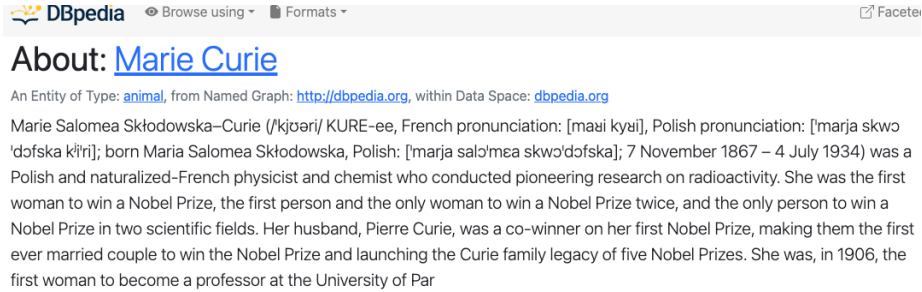 DBpedia Browse using Formats Faceted
About: Marie Curie
An Entity of Type: animal, from Named Graph: http://dbpedia.org, within Data Space: dbpedia.org
Marie Salomea Skłodowska–Curie (/ˈkjʊəri/ KURE-ee, French pronunciation: [maʁi kyʁi], Polish pronunciation: [ˈmarja skwɔ
ˈdɔfska kʲiˈri]; born Maria Salomea Skłodowska, Polish: [ˈmarja salɔˈmɛa skwɔˈdɔfska]; 7 November 1867 – 4 July 1934) was a
Polish and naturalized-French physicist and chemist who conducted pioneering research on radioactivity. She was the first
woman to win a Nobel Prize, the first person and the only woman to win a Nobel Prize twice, and the only person to win a
Nobel Prize in two scientific fields. Her husband, Pierre Curie, was a co-winner on her first Nobel Prize, making them the first
ever married couple to win the Nobel Prize and launching the Curie family legacy of five Nobel Prizes. She was, in 1906, the
first woman to become a professor at the University of Par